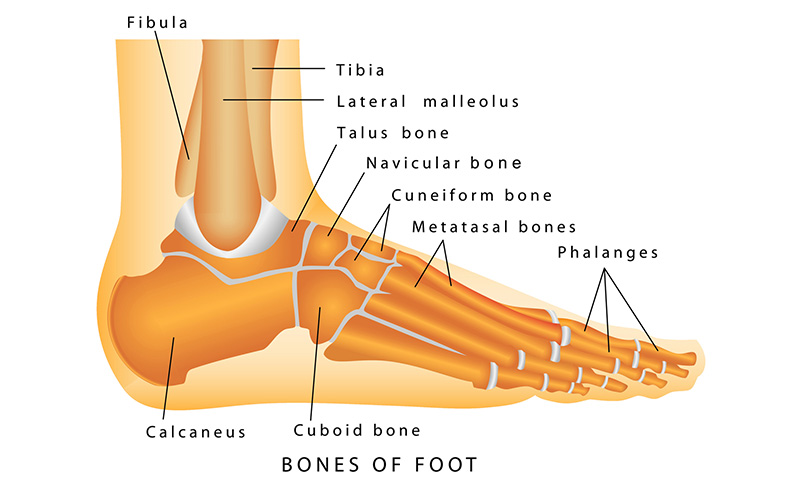 Fibula
Tibia
Lateral malleolus
Talus bone
Navicular bone
Cuneiform bone
Metatasal bones
Phalanges
Calcaneus
Cuboid bone
BONES OF FOOT